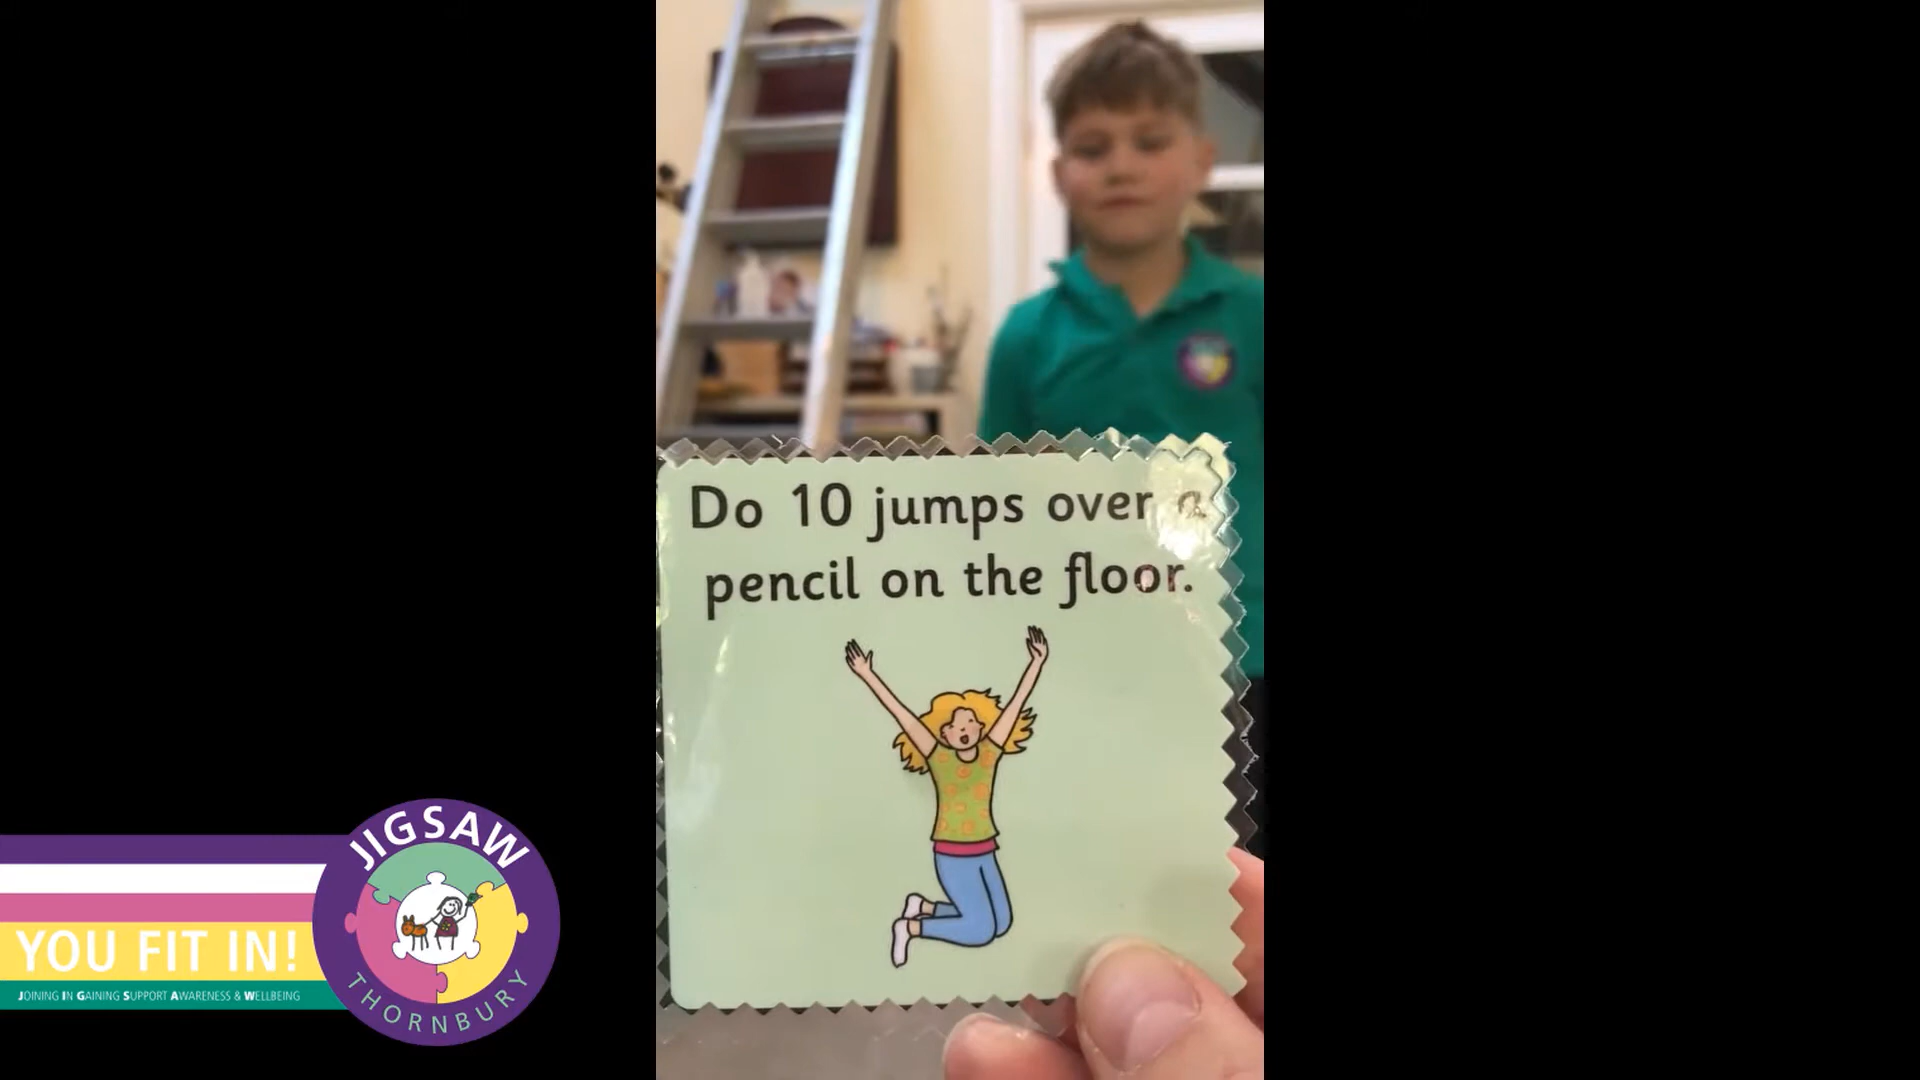 Do 10 jumps over a
pencil on the floor.
JIGSAW
YOU FIT IN!
JOINING IN GAINING SUPPORT AWARENESS & WELLBEING
THORNBURY